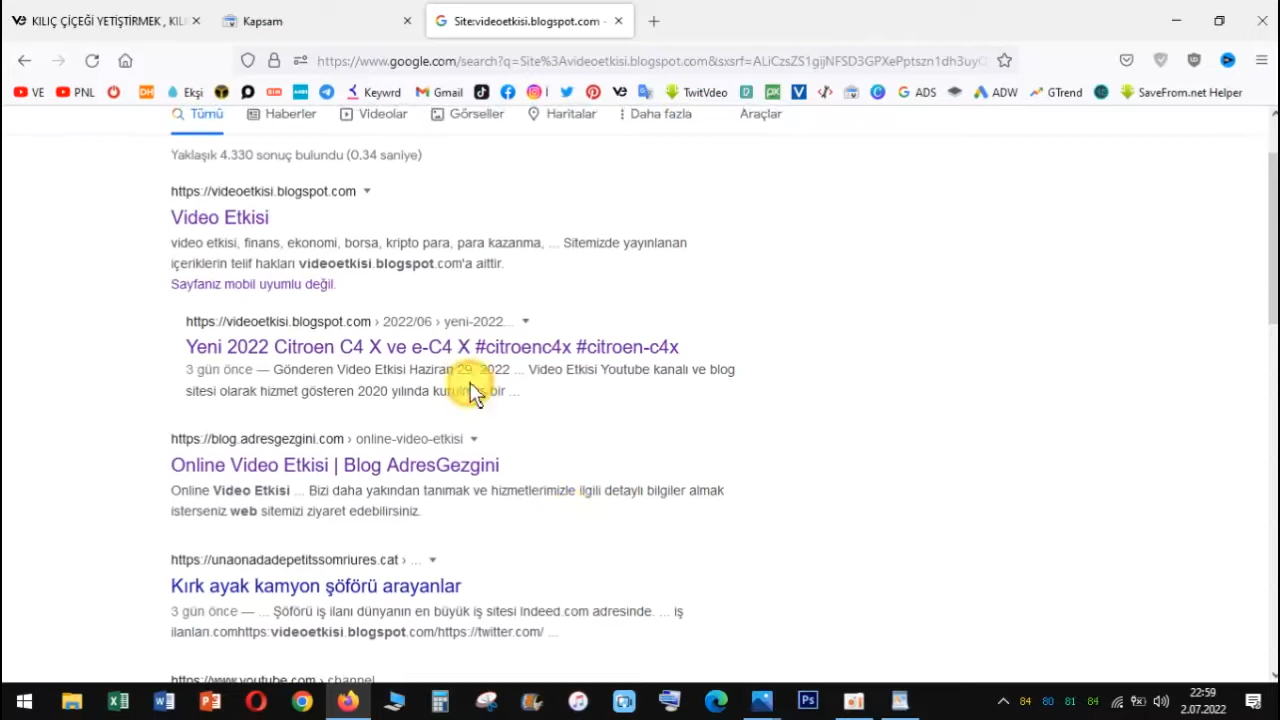 KILIÇ ÇİÇEĞİ YETİŞTİRMEK , KILI
Kapsam
Site:videoetkisi.blogspot.com -
https://www.google.com/search?q=Site%3Avideoetkisi.blogspot.com&sxsrf=ALiCzsZS1gijNFSD3GPXePptszn1dh3uyQ
VE PNL DH Ekşi Keywrd Gmail TwitVdeo ADS ADW GTrend SaveFrom.net Helper
Tümü Haberler Videolar Görseller Haritalar Daha fazla Araçlar
Yaklaşık 4.330 sonuç bulundu (0.34 saniye)
https://videoetkisi.blogspot.com
Video Etkisi
video etkisi, finans, ekonomi, borsa, kripto para, para kazanma, ... Sitemizde yayınlanan
içeriklerin telif hakları videoetkisi.blogspot.com'a aittir.
Sayfanız mobil uyumlu değil.
https://videoetkisi.blogspot.com › 2022/06 › yeni-2022...
Yeni 2022 Citroen C4 X ve e-C4 X #citroenc4x #citroen-c4x
3 gün önce — Gönderen Video Etkisi Haziran 29, 2022 ... Video Etkisi Youtube kanalı ve blog
sitesi olarak hizmet gösteren 2020 yılında kurulmuş bir ...
https://blog.adresgezgini.com › online-video-etkisi
Online Video Etkisi | Blog AdresGezgini
Online Video Etkisi ... Bizi daha yakından tanımak ve hizmetlerimizle ilgili detaylı bilgiler almak
isterseniz web sitemizi ziyaret edebilirsiniz.
https://unaonadadepetitssomriures.cat › ...
Kırk ayak kamyon şöförü arayanlar
3 gün önce — ... Şöförü iş ilanı dünyanın en büyük iş sitesi Indeed.com adresinde. ... iş
ilanları.comhttps:videoetkisi.blogspot.com/https://twitter.com/ ...
https://www.youtube.com › channel
84 80 81 84
22:59
2.07.2022